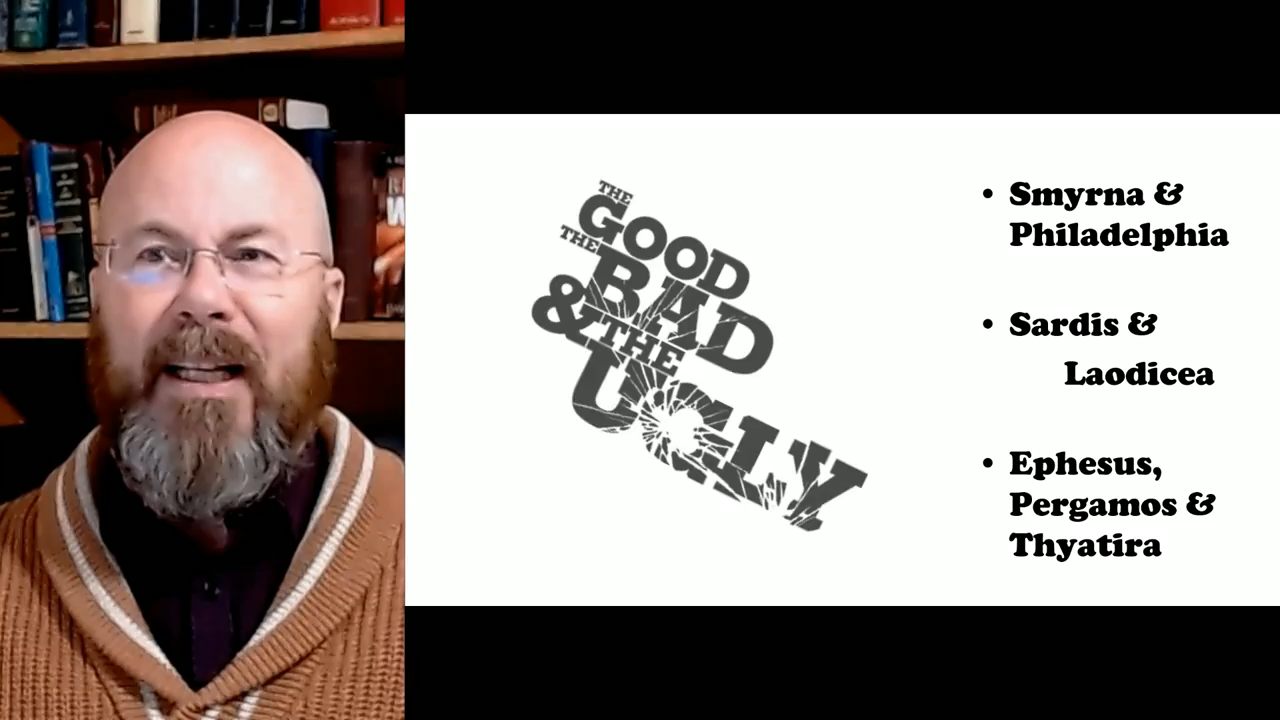 THE
GOOD
THE
BAD
& THE
UGLY
• Smyrna &
Philadelphia
• Sardis &
Laodicea
• Ephesus,
Pergamos &
Thyatira